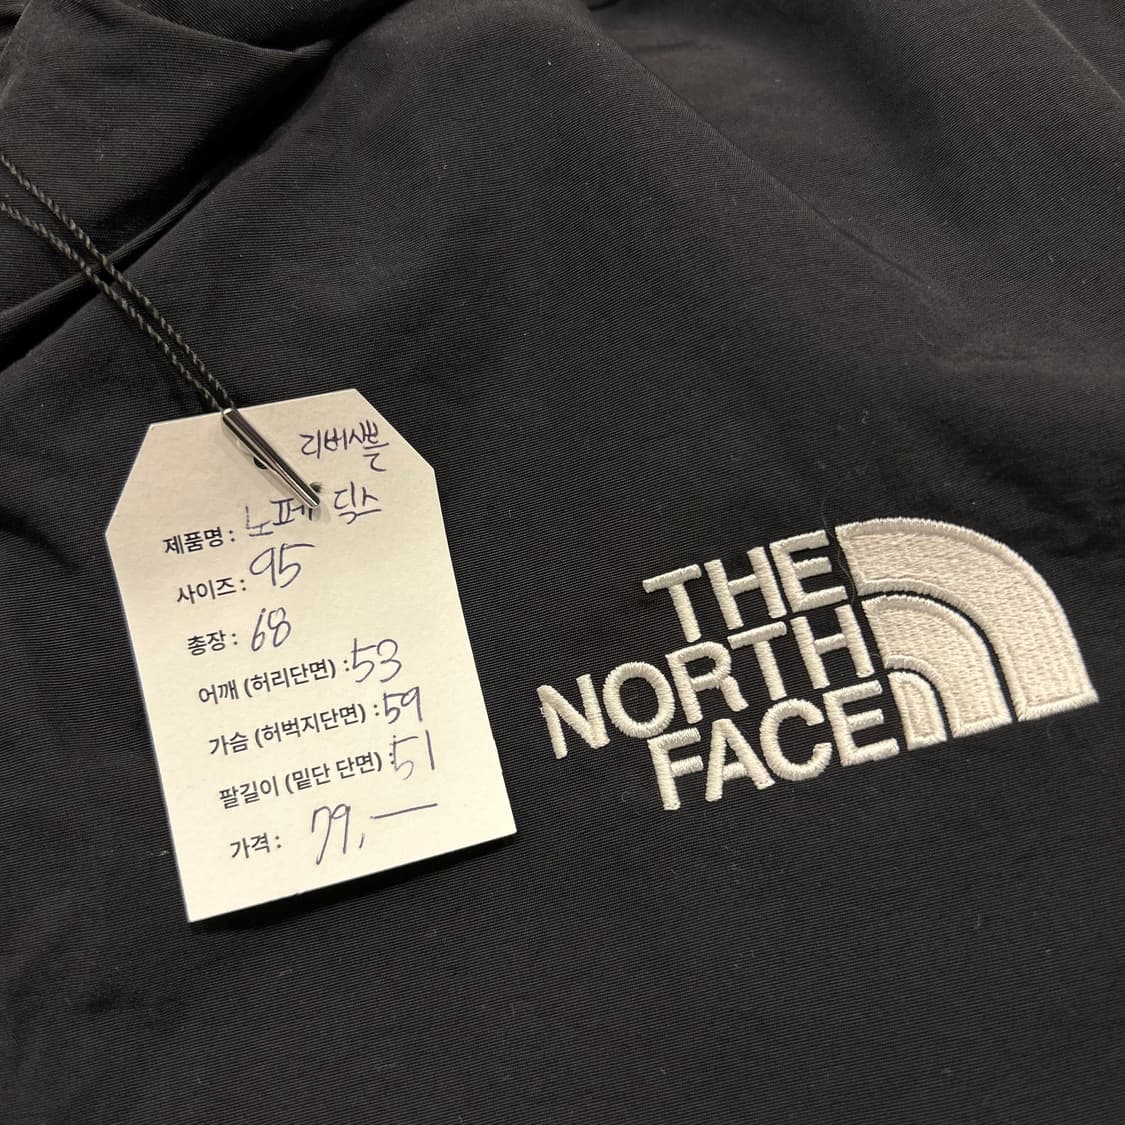 리버시블
제품명: 노페 딕스
사이즈: 95
총장: 68
어깨 (허리단면) : 53
가슴 (허벅지단면) : 59
팔길이 (밑단 단면) : 51
가격: 79,—
THE
NORTH
FACE